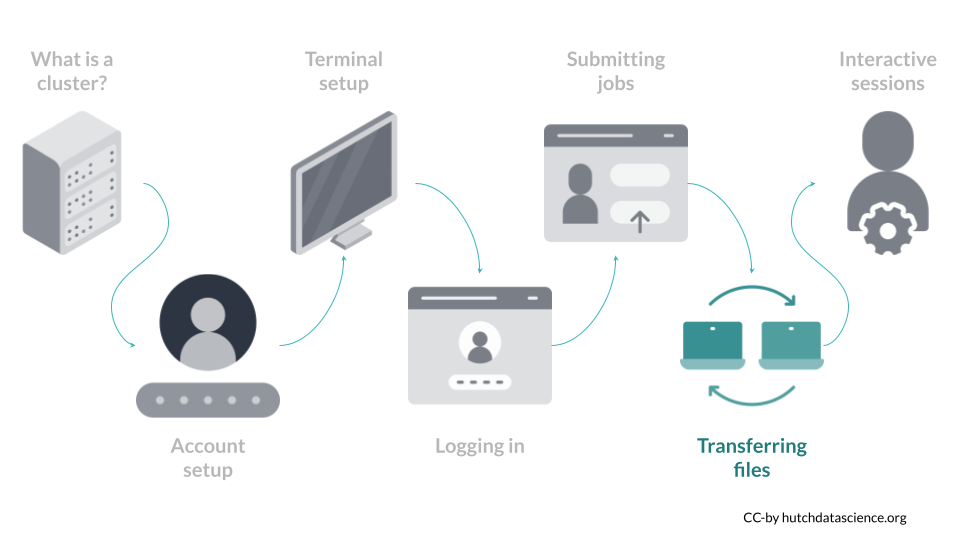 What is a
cluster?
Terminal
setup
Submitting
jobs
Interactive
sessions
Account
setup
Logging in
Transferring
files
CC-by hutchdatascience.org